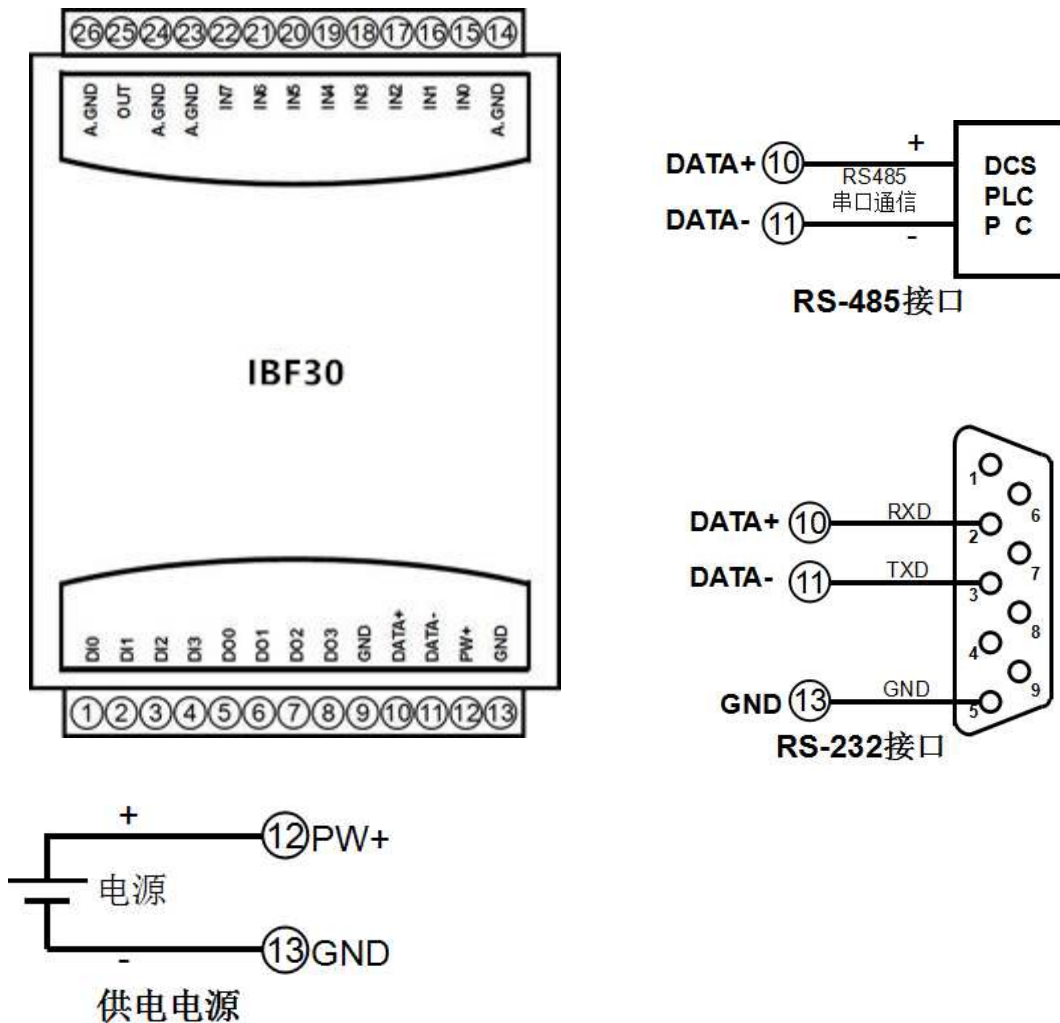 26 25 24 23 22 21 20 19 18 17 16 15 14
A.GND OUT A.GND A.GND IN7 IN6 IN5 IN4 IN3 IN2 IN1 IN0 A.GND
IBF30
DI0 DI1 DI2 DI3 DO0 DO1 DO2 DO3 GND DATA+ DATA- PW+ GND
1 2 3 4 5 6 7 8 9 10 11 12 13
DATA+ 10 + DCS
RS485
串口通信 PLC
DATA- 11 - P C
RS-485接口
1
6
DATA+ 10 RXD 2
7
DATA- 11 TXD 3
8
4
9
GND 13 GND 5
RS-232接口
+ 12 PW+
电源
- 13 GND
供电电源